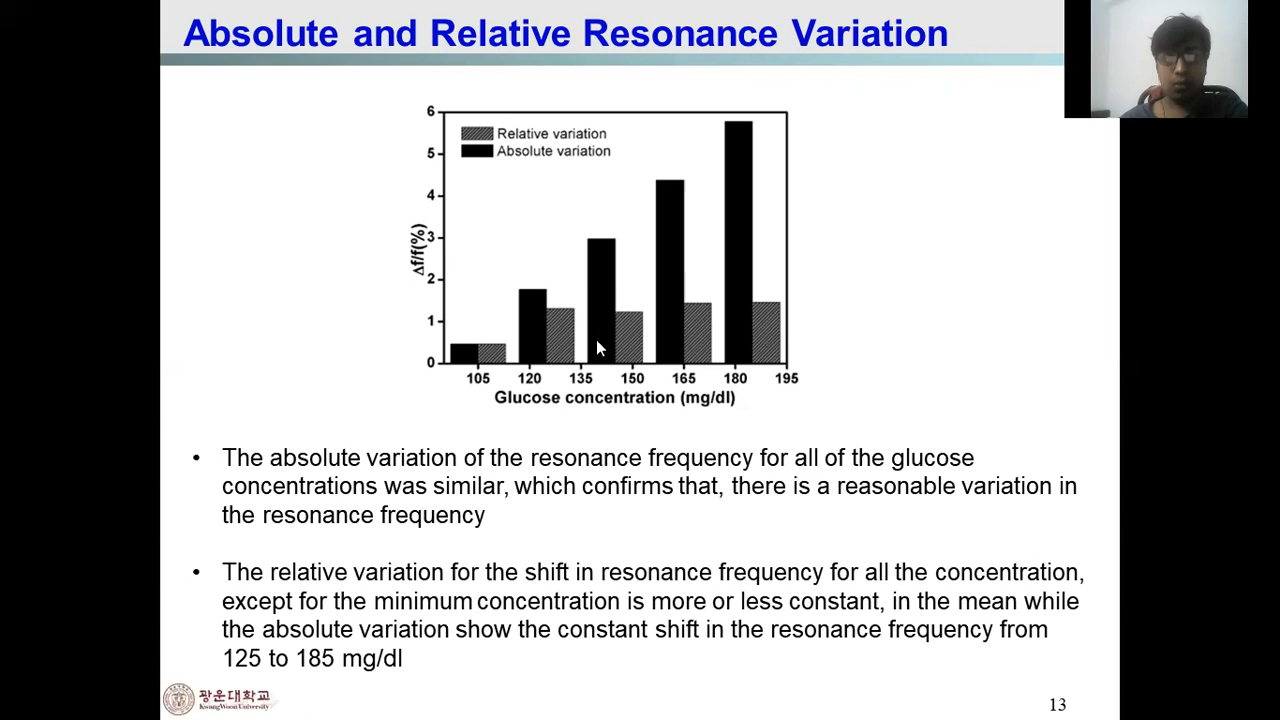 Absolute and Relative Resonance Variation
6
Relative variation
Absolute variation
5
4
3
2
1
0
Δf/f(%)
105 120 135 150 165 180 195
Glucose concentration (mg/dl)
• The absolute variation of the resonance frequency for all of the glucose
concentrations was similar, which confirms that, there is a reasonable variation in
the resonance frequency
• The relative variation for the shift in resonance frequency for all the concentration,
except for the minimum concentration is more or less constant, in the mean while
the absolute variation show the constant shift in the resonance frequency from
125 to 185 mg/dl
광운대학교
KwangWoon University
13